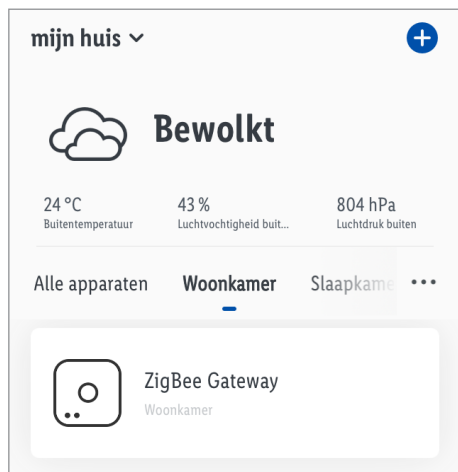 mijn huis
Bewolkt
24 °C 43 % 804 hPa
Buitentemperatuur Luchtvochtigheid buit... Luchtdruk buiten
Alle apparaten Woonkamer Slaapkame
ZigBee Gateway
Woonkamer